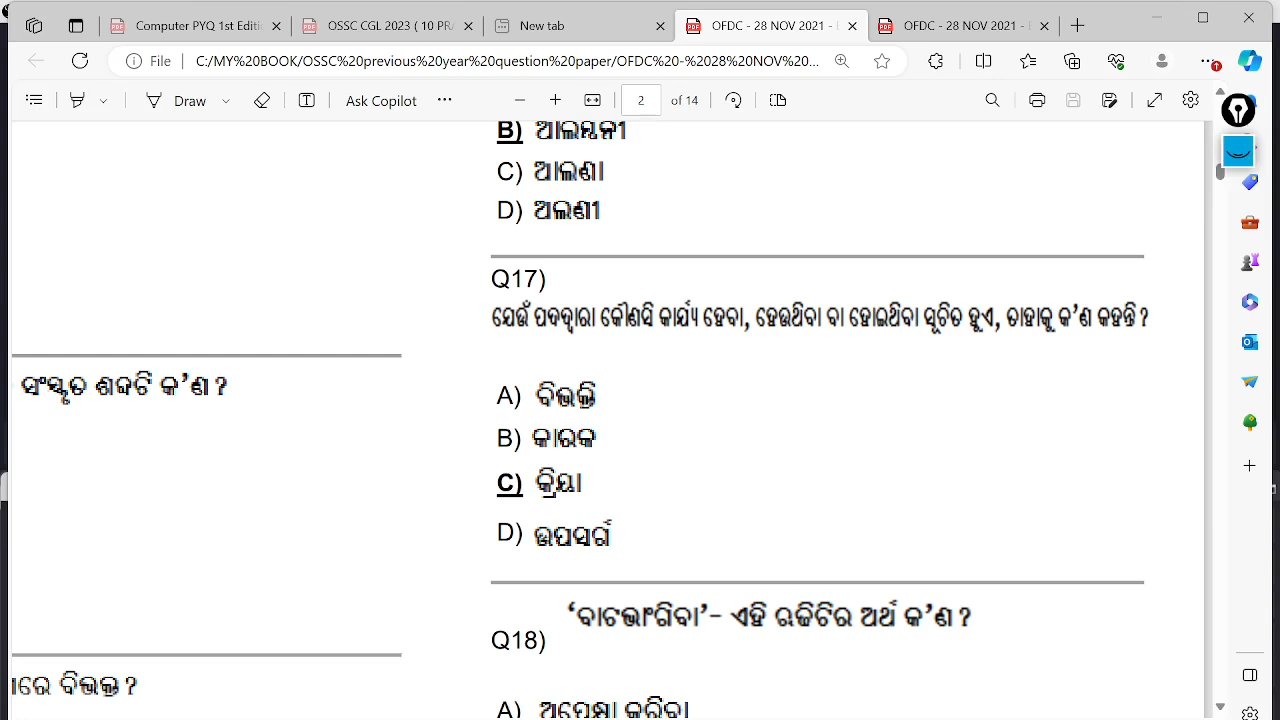 Computer PYQ 1st Editi
OSSC CGL 2023 ( 10 PRA
New tab
OFDC - 28 NOV 2021 -
OFDC - 28 NOV 2021 -
File
C:/MY%20BOOK/OSSC%20previous%20year%20question%20paper/OFDC%20-%2028%20NOV%20...
Draw
Ask Copilot
2 of 14
B)
C) ଆଲଣା
D) ଅଲଣୀ
Q17)
ଯେଉଁ ପଦଦ୍ୱାରା କୌଣସି କାର୍ଯ୍ୟ ହେବା, ହେଉଥିବା ବା ହୋଇଥିବା ସୂଚିତ ହୁଏ, ତାହାକୁ କ'ଣ କହନ୍ତି ?
A) ବିଭକ୍ତି
B) କାରକ
C) କ୍ରିୟା
D) ଉପସର୍ଗ
ସଂସ୍କୃତ ଶବ୍ଦଟି କ'ଣ ?
'ବାଟଭାଂଗିବା'- ଏହି ରୂଢିଟିର ଅର୍ଥ କ'ଣ ?
Q18)
ାରେ ବିଭକ୍ତ ?
A) ଅପେକ୍ଷା କରିବା